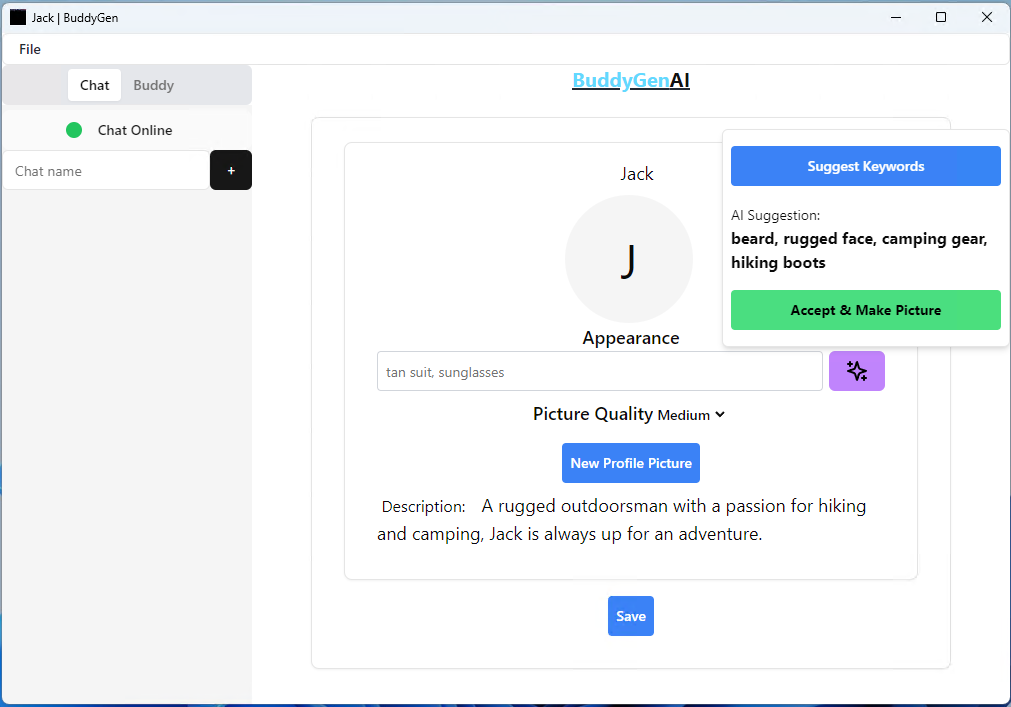 Jack | BuddyGen
File
Chat Buddy
Chat Online
Chat name
+
BuddyGenAI
Jack
J
Appearance
tan suit, sunglasses
Picture Quality Medium
New Profile Picture
Description: A rugged outdoorsman with a passion for hiking
and camping, Jack is always up for an adventure.
Save
Suggest Keywords
AI Suggestion:
beard, rugged face, camping gear,
hiking boots
Accept & Make Picture